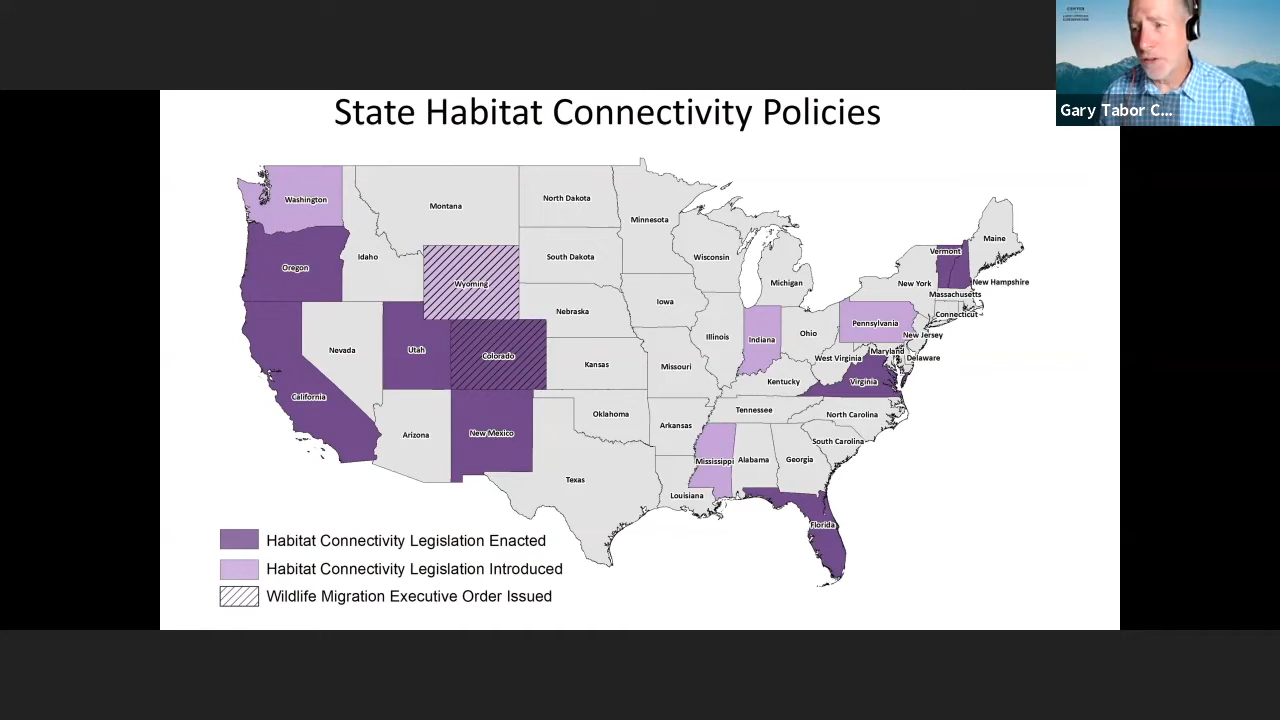 State Habitat Connectivity Policies
Gary Tabor C...
Washington
Montana
North Dakota
Minnesota
Maine
Oregon
Idaho
South Dakota
Wisconsin
Vermont
Wyoming
Michigan
New York
New Hampshire
Massachusetts
Iowa
Nebraska
Connecticut
Pennsylvania
New Jersey
Nevada
Utah
Colorado
Illinois
Indiana
Ohio
Maryland
Delaware
West Virginia
Kansas
Missouri
Kentucky
Virginia
California
Tennessee
North Carolina
Oklahoma
Arkansas
Arizona
New Mexico
South Carolina
Mississippi
Alabama
Georgia
Texas
Louisiana
Florida
Habitat Connectivity Legislation Enacted
Habitat Connectivity Legislation Introduced
Wildlife Migration Executive Order Issued